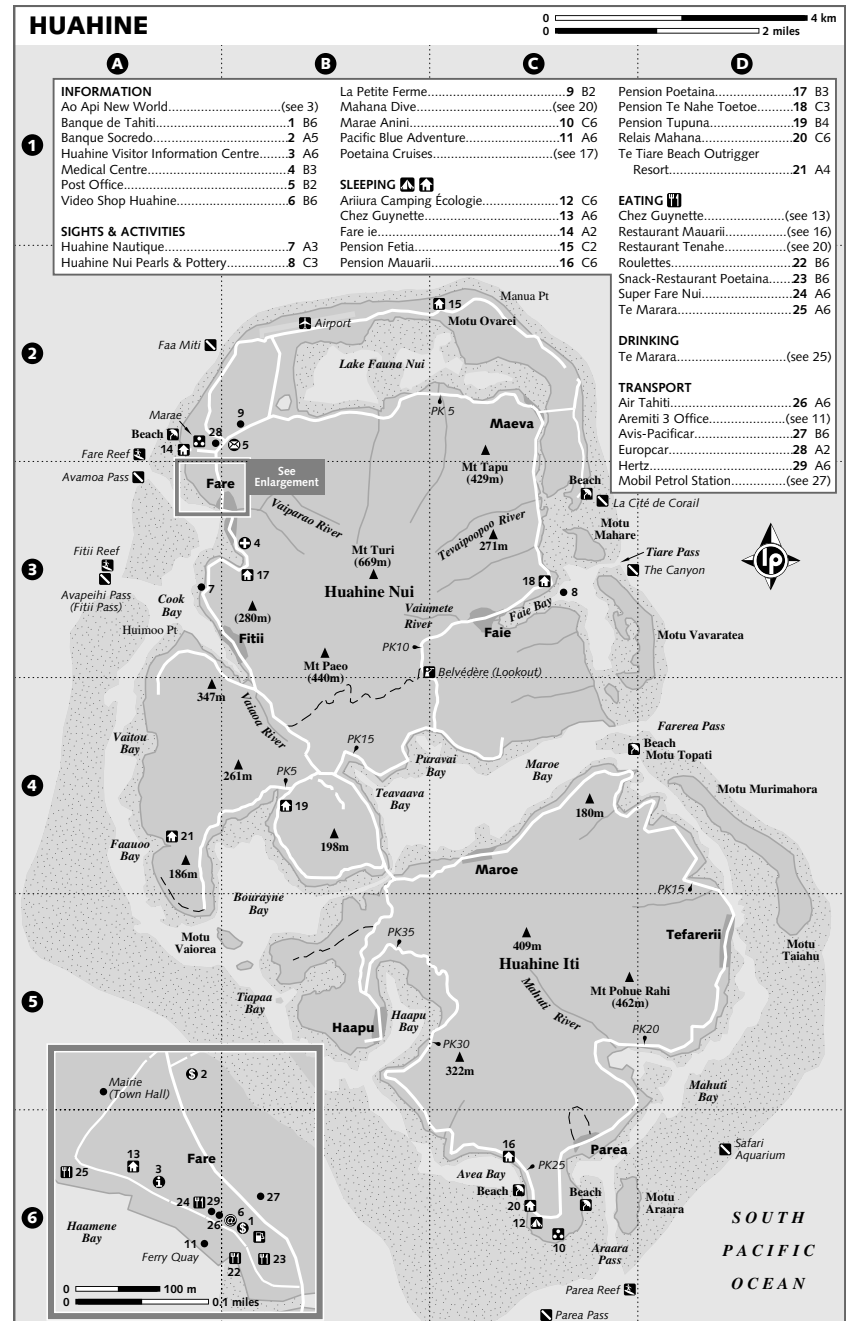 HUAHINE
0 4 km
0 2 miles
A B C D
1
INFORMATION
Ao Api New World...(see 3)
Banque de Tahiti...1 B6
Banque Socredo...2 A5
Huahine Visitor Information Centre...3 A6
Medical Centre...4 B3
Post Office...5 B2
Video Shop Huahine...6 B6
SIGHTS & ACTIVITIES
Huahine Nautique...7 A3
Huahine Nui Pearls & Pottery...8 C3
La Petite Ferme...9 B2
Mahana Dive...(see 20)
Marae Anini...10 C6
Pacific Blue Adventure...11 A6
Poetaina Cruises...(see 17)
SLEEPING
Ariiura Camping Écologie...12 C6
Chez Guynette...13 A6
Fare ie...14 A2
Pension Fetia...15 C2
Pension Mauarii...16 C6
Pension Poetaina...17 B3
Pension Te Nahe Toetoe...18 C3
Pension Tupuna...19 B4
Relais Mahana...20 C6
Te Tiare Beach Outrigger
Resort...21 A4
EATING
Chez Guynette...(see 13)
Restaurant Mauarii...(see 16)
Restaurant Tenahe...(see 20)
Roulettes...22 B6
Snack-Restaurant Poetaina...23 B6
Super Fare Nui...24 A6
Te Marara...25 A6
DRINKING
Te Marara...(see 25)
TRANSPORT
Air Tahiti...26 A6
Aremiti 3 Office...(see 11)
Avis-Pacificar...27 B6
Europcar...28 A2
Hertz...29 A6
Mobil Petrol Station...(see 27)
2
Manua Pt
15
Motu Ovarei
Airport
Faa Miti
Lake Fauna Nui
PK 5
Marae
9
Beach
28
5
14
Maeva
Fare Reef
Mt Tapu
(429m)
See
Enlargement
Avamoa Pass
Fare
Beach
La Cité de Corail
Vaiparao River
Tevaipoopoo River
Motu
Mahare
271m
3
4
Fitii Reef
Mt Turi
(669m)
Tiare Pass
The Canyon
17
18
8
Avapeihi Pass
(Fitii Pass)
7
Cook
Bay
Huahine Nui
(280m)
Vaiumete
River
Faie Bay
Faie
Huimoo Pt
Fitii
PK10
Motu Vavaratea
Mt Paeo
(440m)
Belvédère (Lookout)
347m
Vaiaoa River
Farerea Pass
Vaitou
Bay
PK15
Puravai
Bay
Maroe
Bay
Beach
Motu Topati
261m
PK5
4
Teavaava
Bay
Motu Murimahora
19
180m
21
198m
Faauoo
Bay
186m
Maroe
Bourayne
Bay
PK15
Motu
Vaiorea
PK35
409m
Tefarerii
Motu
Taiahu
Huahine Iti
Mt Pohue Rahi
(462m)
Mahuti River
5
Tiapaa
Bay
Haapu
Haapu
Bay
PK20
PK30
322m
Mahuti
Bay
Mairie
(Town Hall)
2
13
3
Fare
25
24
29
26
6
1
27
Haamene
Bay
11
Ferry Quay
22
23
0 100 m
0 0.1 miles
6
16
Parea
Avea Bay
PK25
Safari
Aquarium
Beach
20
Beach
12
10
Motu
Araara
Araara
Pass
SOUTH
PACIFIC
OCEAN
Parea Reef
Parea Pass
lp